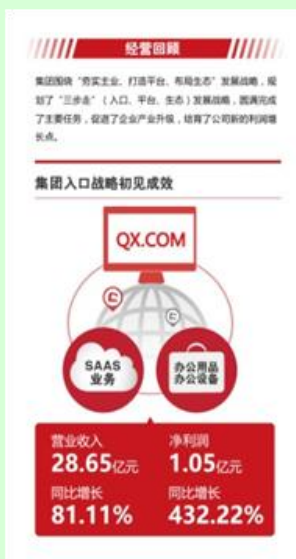 经营回顾
集团围绕“夯实主业、打造平台、布局生态”发展战略，规
划了“三步走”（入口、平台、生态）发展战略，圆满完成
了主要任务，促进了企业产业升级，培育了公司新的利润增
长点。
集团入口战略初见成效
QX.COM
SAAS
业务
办公用品
办公设备
营业收入
28.65亿元
同比增长
81.11%
净利润
1.05亿元
同比增长
432.22%